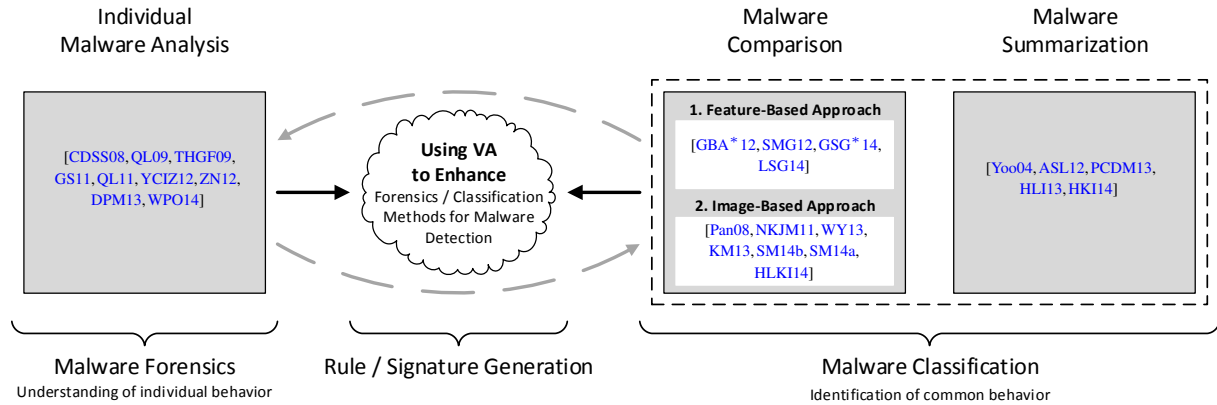 Individual
Malware Analysis
Malware
Comparison
Malware
Summarization
[CDSS08, QL09, THGF09,
GS11, QL11, YCIZ12, ZN12,
DPM13, WPO14]
Using VA
to Enhance
Forensics / Classification
Methods for Malware
Detection
1. Feature-Based Approach
[GBA*12, SMG12, GSG*14,
LSG14]
2. Image-Based Approach
[Pan08, NKJM11, WY13,
KM13, SM14b, SM14a,
HLKI14]
[Yoo04, ASL12, PCDM13,
HLI13, HKI14]
Malware Forensics
Understanding of individual behavior
Rule / Signature Generation
Malware Classification
Identification of common behavior